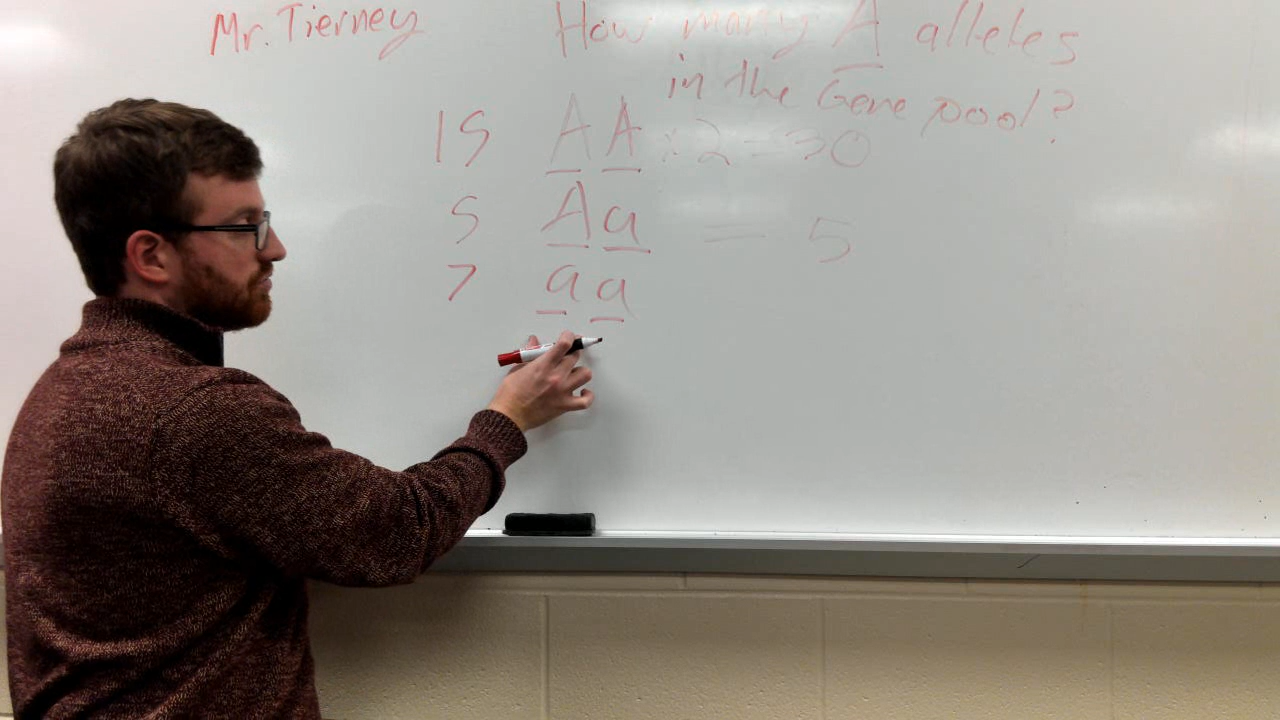 Mr. Tierney
How many A alleles
in the Gene pool?
15 AA x 2 = 30
5 Aa = 5
7 aa